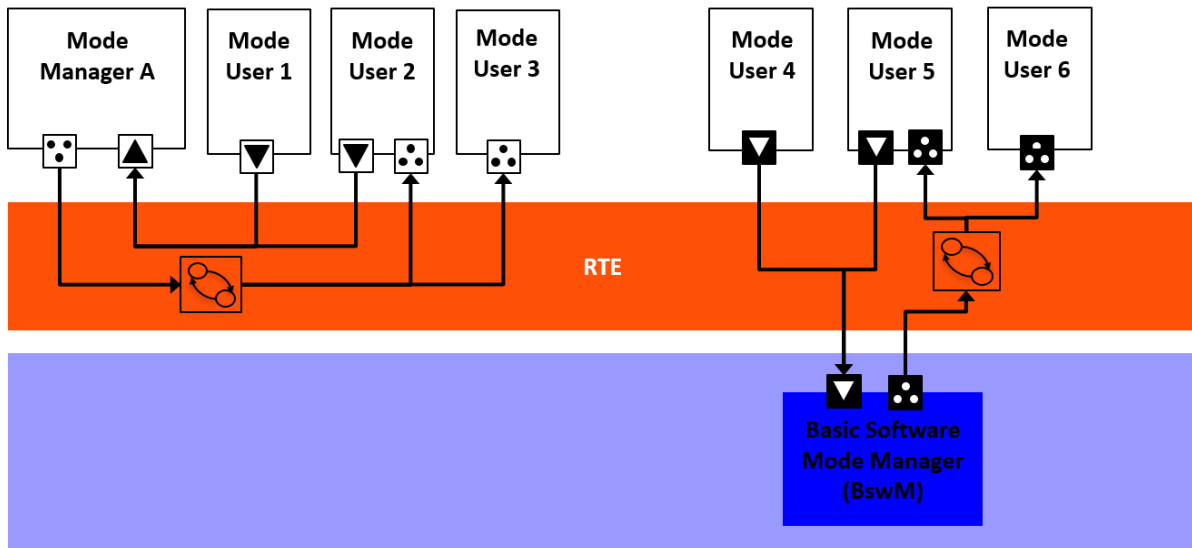 Mode
Manager A
Mode
User 1
Mode
User 2
Mode
User 3
Mode
User 4
Mode
User 5
Mode
User 6
RTE
Basic Software
Mode Manager
(BswM)